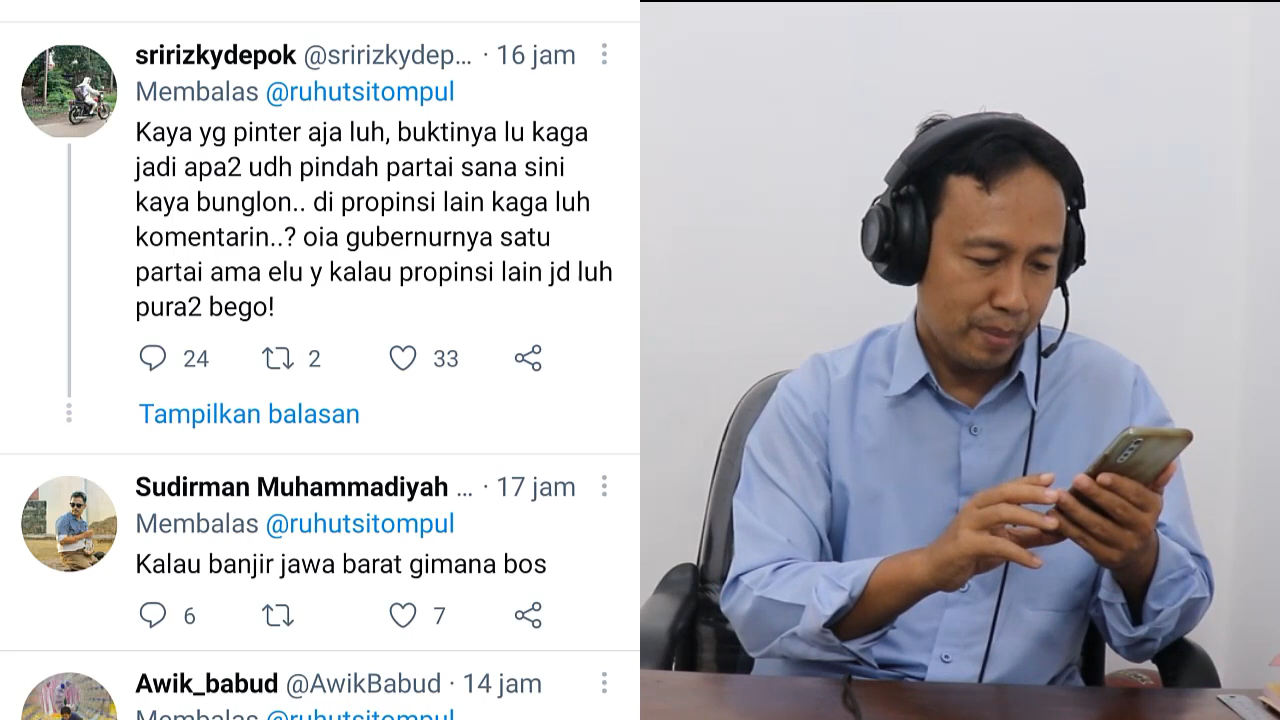 sririzkydepok @sririzkydep... · 16 jam
Membalas @ruhutsitompul
Kaya yg pinter aja luh, buktinya lu kaga
jadi apa2 udh pindah partai sana sini
kaya bunglon.. di propinsi lain kaga luh
komentarin..? oia gubernurnya satu
partai ama elu y kalau propinsi lain jd luh
pura2 bego!
24 2 33
Tampilkan balasan
Sudirman Muhammadiyah ... · 17 jam
Membalas @ruhutsitompul
Kalau banjir jawa barat gimana bos
6 7
Awik_babud @AwikBabud · 14 jam
Membalas @ruhutsitompul